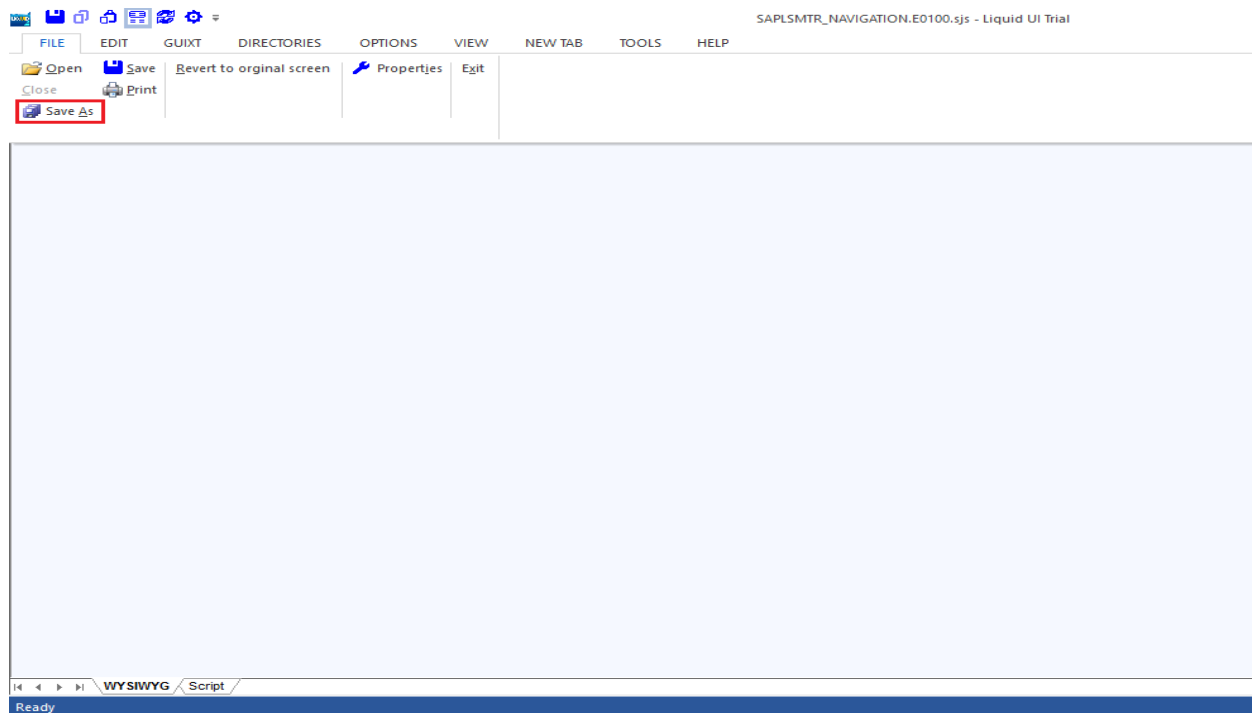 SAPLSMTR_NAVIGATION.E0100.sjs - Liquid UI Trial
FILE EDIT GUIXT DIRECTORIES OPTIONS VIEW NEW TAB TOOLS HELP
Open Save Revert to orginal screen Properties Exit
Close Print
Save As
WYSIWYG Script
Ready